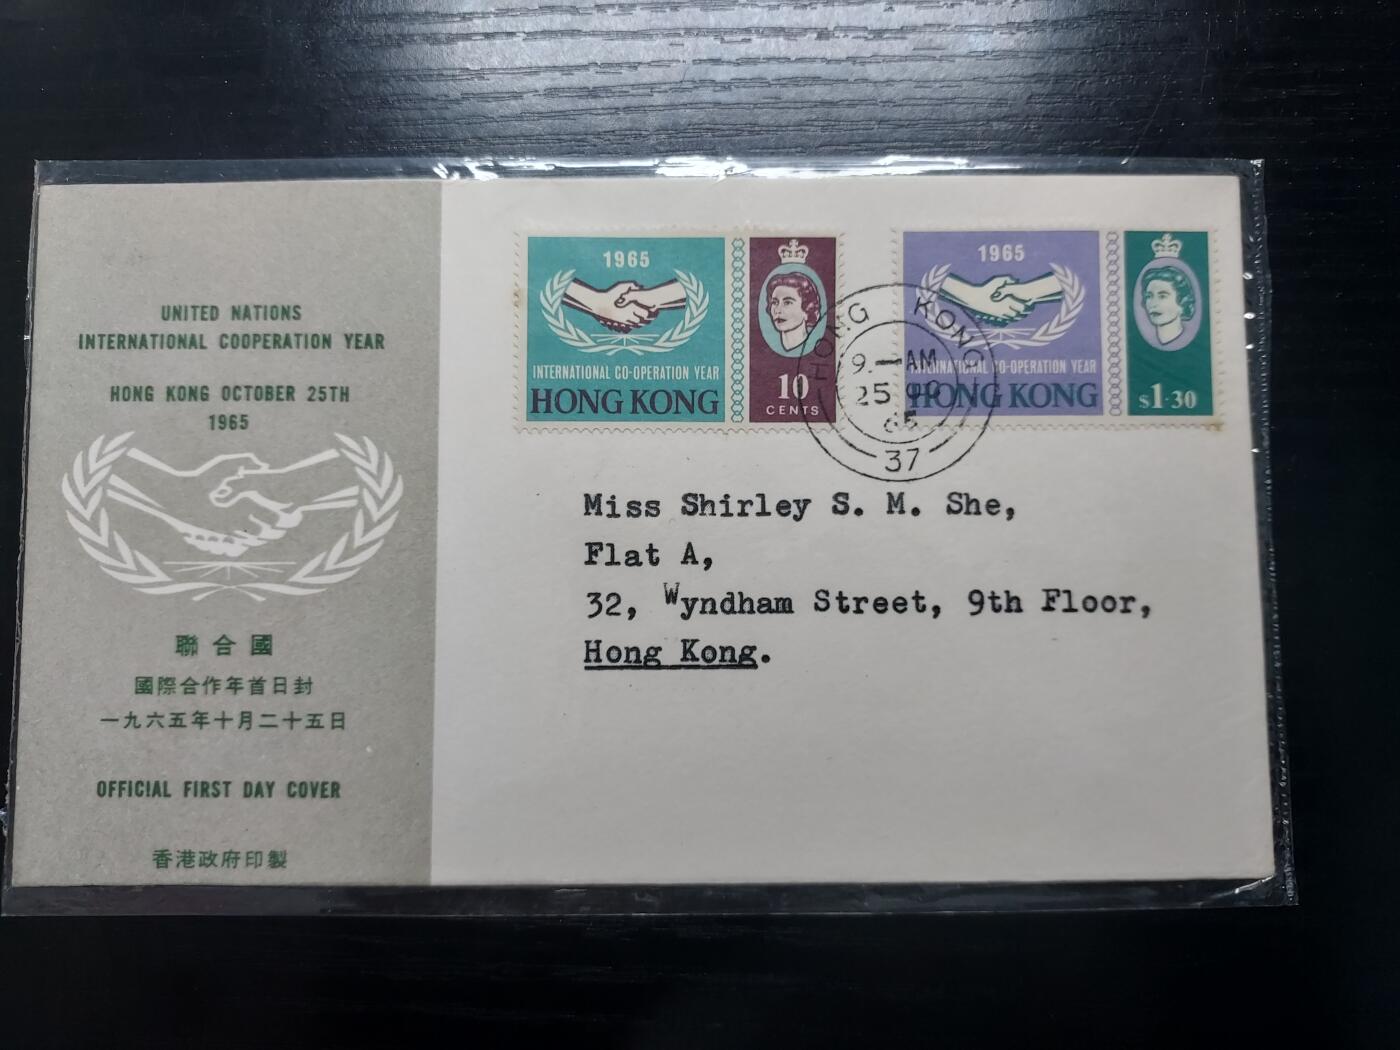 UNITED NATIONS
INTERNATIONAL COOPERATION YEAR
HONG KONG OCTOBER 25TH
1965
聯合國
國際合作年首日封
一九六五年十月二十五日
OFFICIAL FIRST DAY COVER
香港政府印製
1965
INTERNATIONAL CO-OPERATION YEAR
HONG KONG
10
CENTS
1965
INTERNATIONAL CO-OPERATION YEAR
HONG KONG
$1·30
HONG KONG
9.—AM
25
65
37
Miss Shirley S. M. She,
Flat A,
32, Wyndham Street, 9th Floor,
Hong Kong.